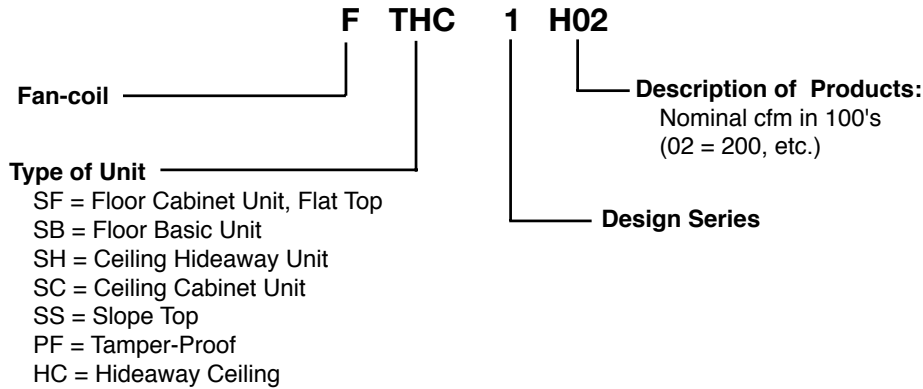 F THC 1 H02
Fan-coil
Description of Products:
Nominal cfm in 100's
(02 = 200, etc.)
Type of Unit
SF = Floor Cabinet Unit, Flat Top
SB = Floor Basic Unit
SH = Ceiling Hideaway Unit
SC = Ceiling Cabinet Unit
SS = Slope Top
PF = Tamper-Proof
HC = Hideaway Ceiling
Design Series